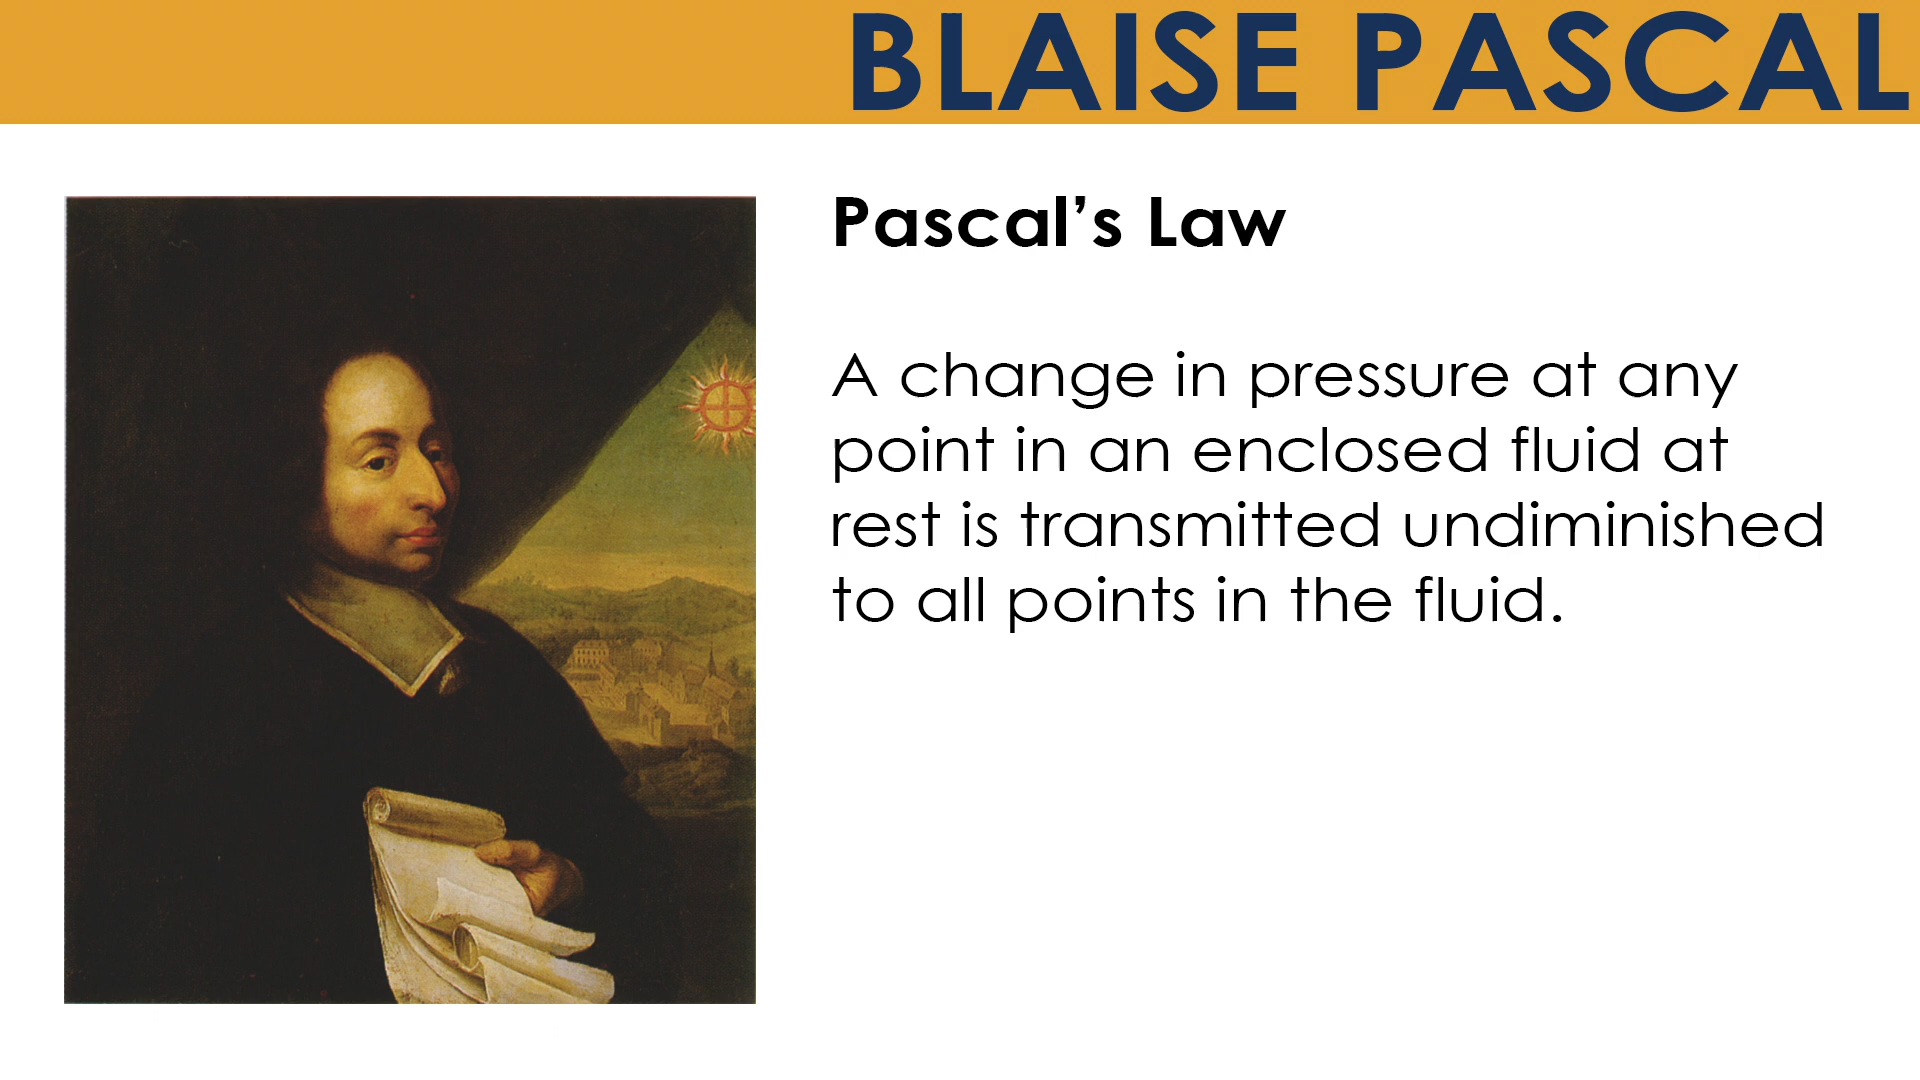 BLAISE PASCAL
Pascal’s Law
A change in pressure at any
point in an enclosed fluid at
rest is transmitted undiminished
to all points in the fluid.